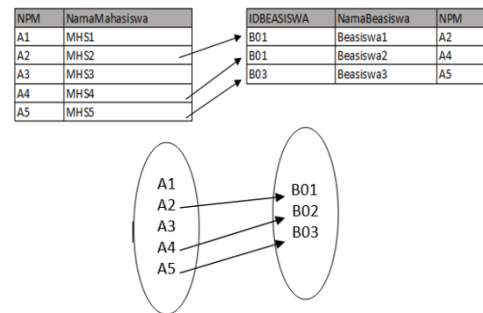 NPM NamaMahasiswa
A1 MHS1
A2 MHS2
A3 MHS3
A4 MHS4
A5 MHS5
IDBEASISWA NamaBeasiswa NPM
B01 Beasiswa1 A2
B01 Beasiswa2 A4
B03 Beasiswa3 A5
A1
A2
A3
A4
A5
B01
B02
B03